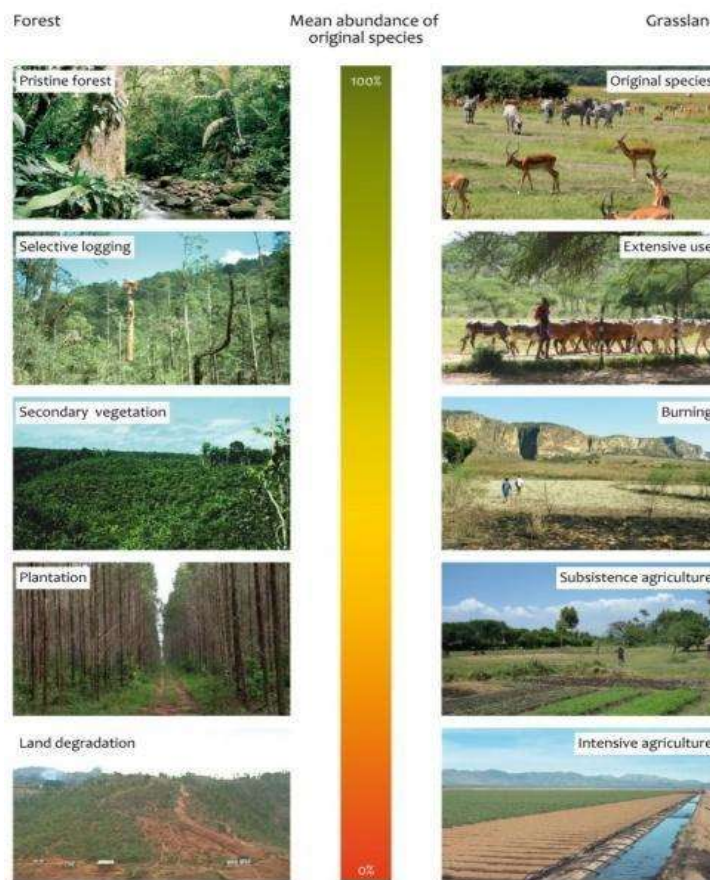 Forest
Mean abundance of
original species
Grasslan
Pristine forest
100%
Original species
Selective logging
Extensive use
Secondary vegetation
Burning
Plantation
Subsistence agriculture
Land degradation
Intensive agriculture
0%